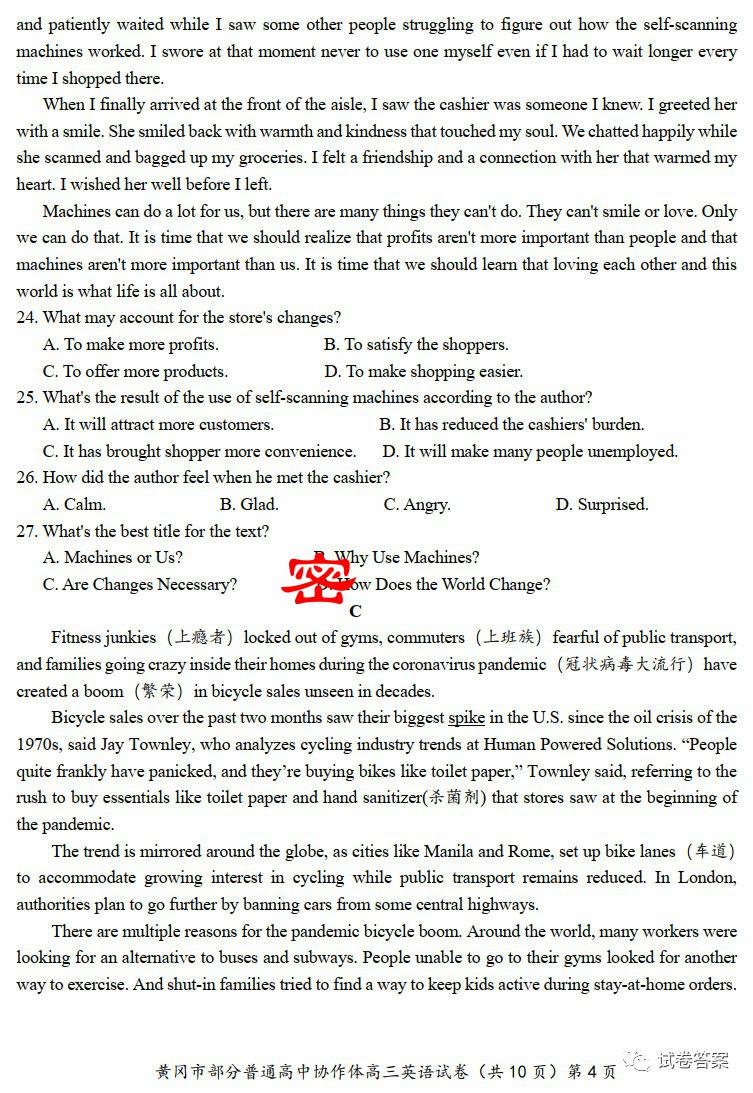 and patiently waited while I saw some other people struggling to figure out how the self-scanning
machines worked. I swore at that moment never to use one myself even if I had to wait longer every
time I shopped there.
When I finally arrived at the front of the aisle, I saw the cashier was someone I knew. I greeted her
with a smile. She smiled back with warmth and kindness that touched my soul. We chatted happily while
she scanned and bagged up my groceries. I felt a friendship and a connection with her that warmed my
heart. I wished her well before I left.
Machines can do a lot for us, but there are many things they can't do. They can't smile or love. Only
we can do that. It is time that we should realize that profits aren't more important than people and that
machines aren't more important than us. It is time that we should learn that loving each other and this
world is what life is all about.
24. What may account for the store's changes?
A. To make more profits. B. To satisfy the shoppers.
C. To offer more products. D. To make shopping easier.
25. What's the result of the use of self-scanning machines according to the author?
A. It will attract more customers. B. It has reduced the cashiers' burden.
C. It has brought shopper more convenience. D. It will make many people unemployed.
26. How did the author feel when he met the cashier?
A. Calm. B. Glad. C. Angry. D. Surprised.
27. What's the best title for the text?
A. Machines or Us? B. Why Use Machines?
密
C. Are Changes Necessary? D. How Does the World Change?
C
Fitness junkies（上瘾者）locked out of gyms, commuters（上班族）fearful of public transport,
and families going crazy inside their homes during the coronavirus pandemic（冠状病毒大流行）have
created a boom（繁荣）in bicycle sales unseen in decades.
Bicycle sales over the past two months saw their biggest spike in the U.S. since the oil crisis of the
1970s, said Jay Townley, who analyzes cycling industry trends at Human Powered Solutions. “People
quite frankly have panicked, and they’re buying bikes like toilet paper,” Townley said, referring to the
rush to buy essentials like toilet paper and hand sanitizer(杀菌剂) that stores saw at the beginning of
the pandemic.
The trend is mirrored around the globe, as cities like Manila and Rome, set up bike lanes（车道）
to accommodate growing interest in cycling while public transport remains reduced. In London,
authorities plan to go further by banning cars from some central highways.
There are multiple reasons for the pandemic bicycle boom. Around the world, many workers were
looking for an alternative to buses and subways. People unable to go to their gyms looked for another
way to exercise. And shut-in families tried to find a way to keep kids active during stay-at-home orders.
黄冈市部分普通高中协作体高三英语试卷（共 10 页）第 4 页
试卷答案